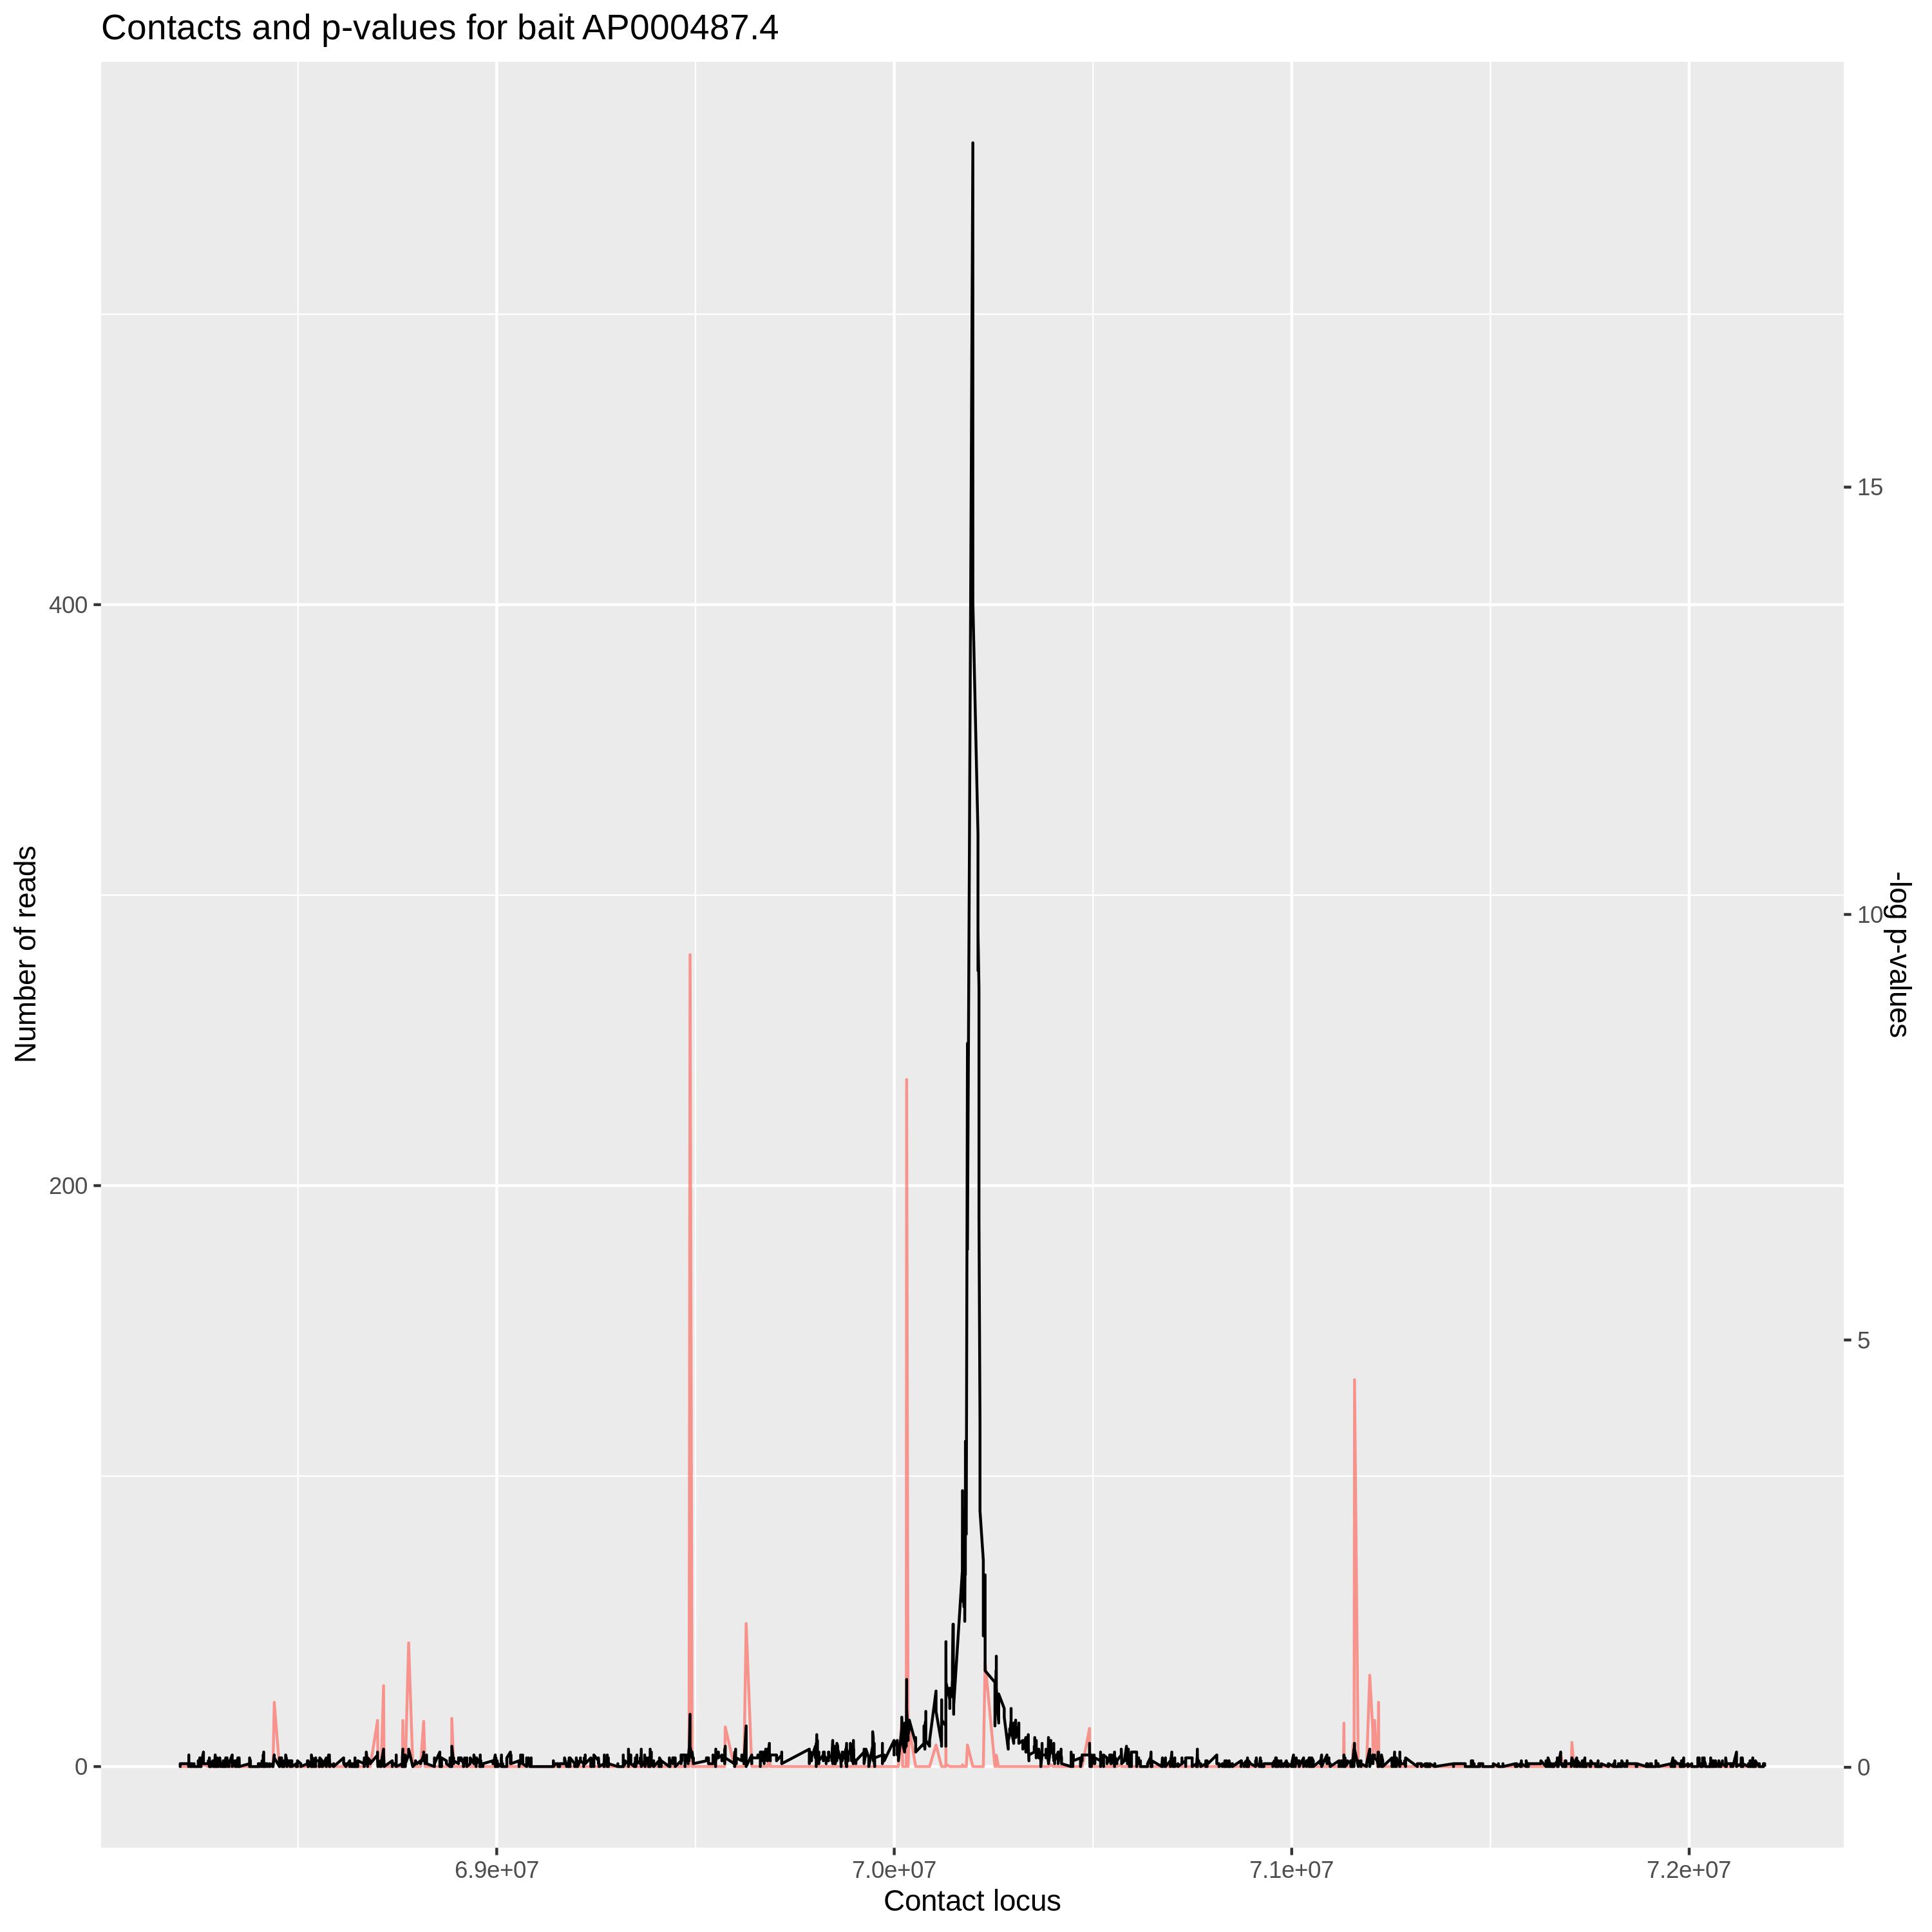 Contacts and p-values for bait AP000487.4
Number of reads
400
200
0
15
10
5
0
-log p-values
6.9e+07
7.0e+07
7.1e+07
7.2e+07
Contact locus